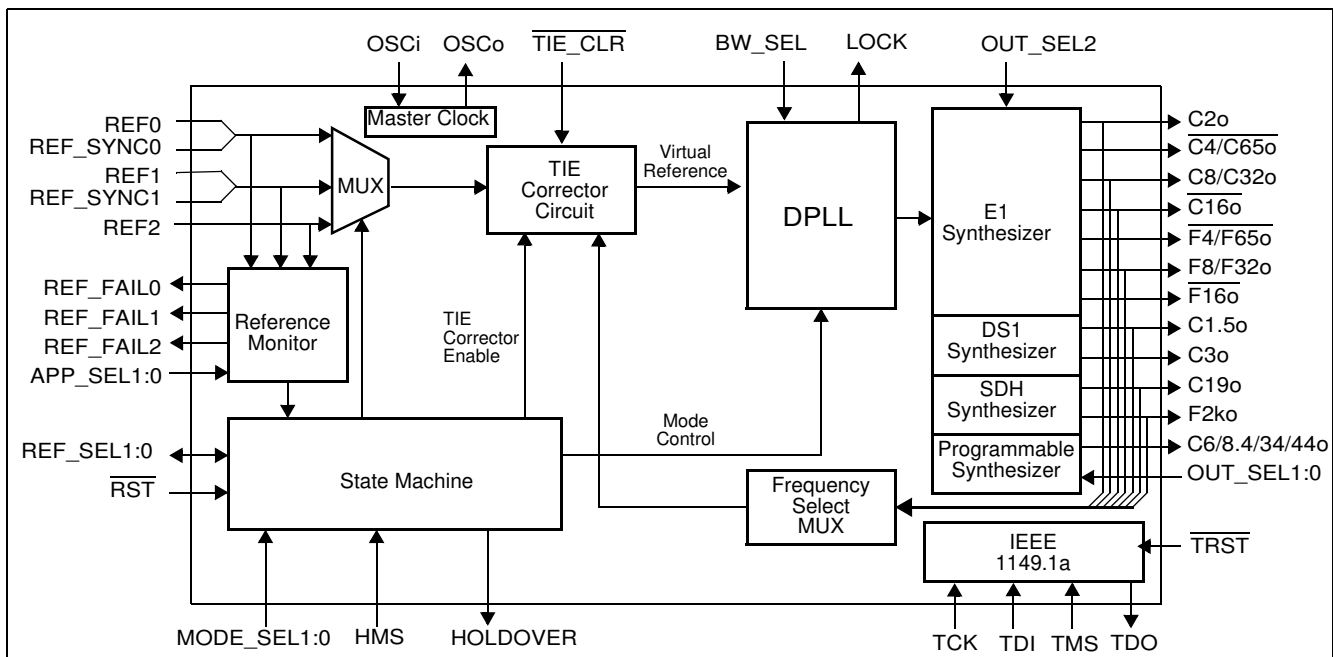 OSCi
OSCo
TIE_CLR
BW_SEL
LOCK
OUT_SEL2
Master Clock
REF0
REF_SYNC0
REF1
REF_SYNC1
REF2
MUX
TIE
Corrector
Circuit
Virtual
Reference
DPLL
E1
Synthesizer
C2o
C4/C65o
C8/C32o
C16o
F4/F65o
F8/F32o
F16o
REF_FAIL0
REF_FAIL1
REF_FAIL2
APP_SEL1:0
Reference
Monitor
TIE
Corrector
Enable
DS1
Synthesizer
C1.5o
C3o
SDH
Synthesizer
C19o
F2ko
Programmable
Synthesizer
C6/8.4/34/44o
OUT_SEL1:0
REF_SEL1:0
RST
State Machine
Mode
Control
Frequency
Select
MUX
IEEE
1149.1a
TRST
MODE_SEL1:0
HMS
HOLDOVER
TCK
TDI
TMS
TDO